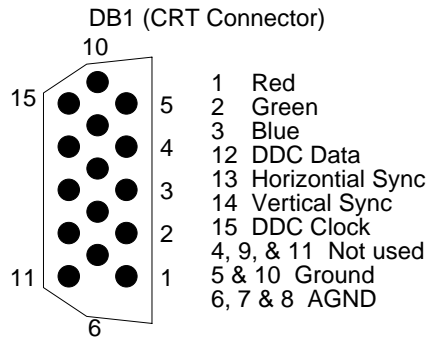 DB1 (CRT Connector)
10
15
5
4
3
2
11
1
6
1 Red
2 Green
3 Blue
12 DDC Data
13 Horizontial Sync
14 Vertical Sync
15 DDC Clock
4, 9, & 11 Not used
5 & 10 Ground
6, 7 & 8 AGND